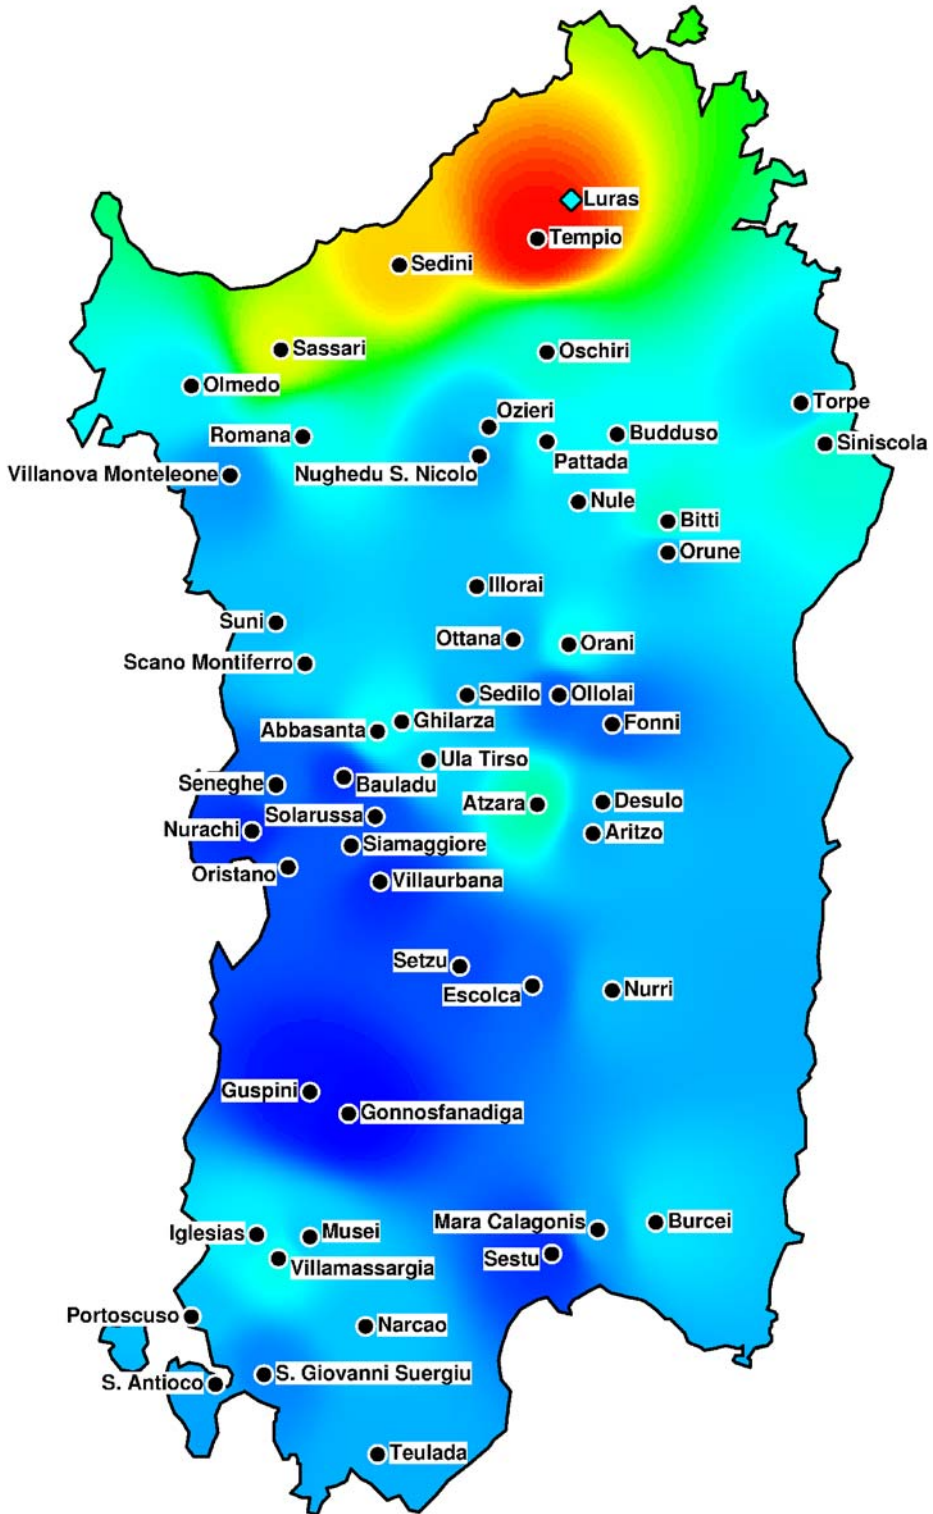 Luras
Tempio
Sedini
Sassari
Oschiri
Olmedo
Torpe
Ozieri
Romana
Budduso
Siniscola
Pattada
Villanova Monteleone
Nughedu S. Nicolo
Nule
Bitti
Orune
Illorai
Suni
Ottana
Orani
Scano Montiferro
Sedilo
Ollolai
Ghilarza
Fonni
Abbasanta
Ula Tirso
Seneghe
Bauladu
Atzara
Desulo
Solarussa
Nurachi
Aritzo
Siamaggiore
Oristano
Villaurbana
Setzu
Escolca
Nurri
Guspini
Gonnosfanadiga
Mara Calagonis
Burcei
Iglesias
Musei
Sestu
Villamassargia
Portoscuso
Narcao
S. Giovanni Suergiu
S. Antioco
Teulada